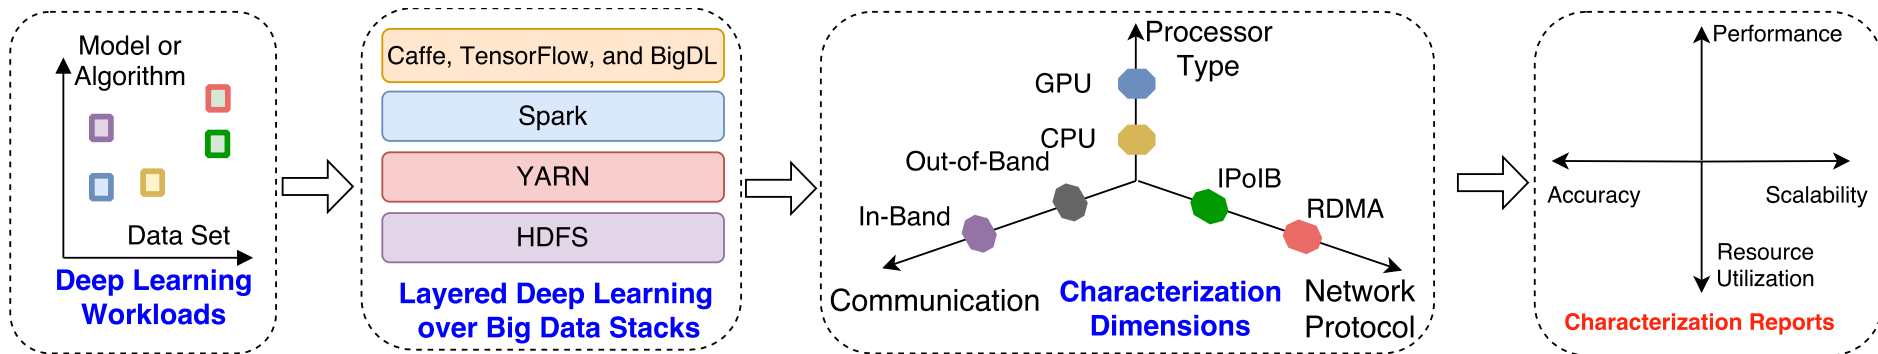 Model or
Algorithm
Data Set
Deep Learning
Workloads
Caffe, TensorFlow, and BigDL
Spark
YARN
HDFS
Layered Deep Learning
over Big Data Stacks
Processor
Type
GPU
CPU
Out-of-Band
In-Band
IPoIB
RDMA
Communication
Characterization
Dimensions
Network
Protocol
Performance
Accuracy
Scalability
Resource
Utilization
Characterization Reports